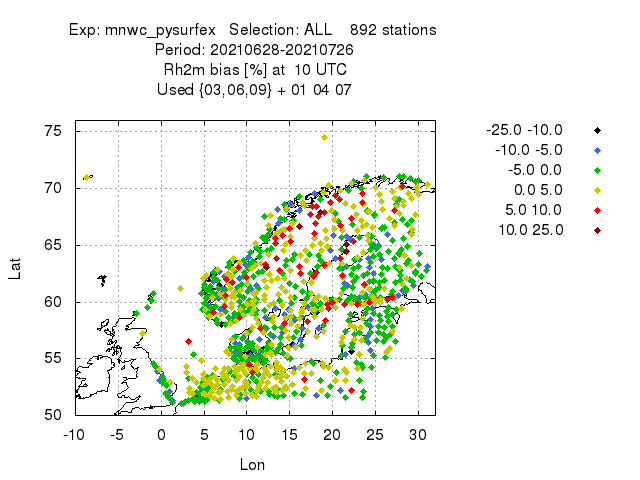 Exp: mnwc_pysurfex   Selection: ALL    892 stations
Period: 20210628-20210726
Rh2m bias [%] at  10 UTC
Used {03,06,09} + 01 04 07
-25.0 -10.0
-10.0 -5.0
-5.0 0.0
0.0 5.0
5.0 10.0
10.0 25.0
75
70
65
60
55
50
Lat
-10 -5 0 5 10 15 20 25 30
Lon